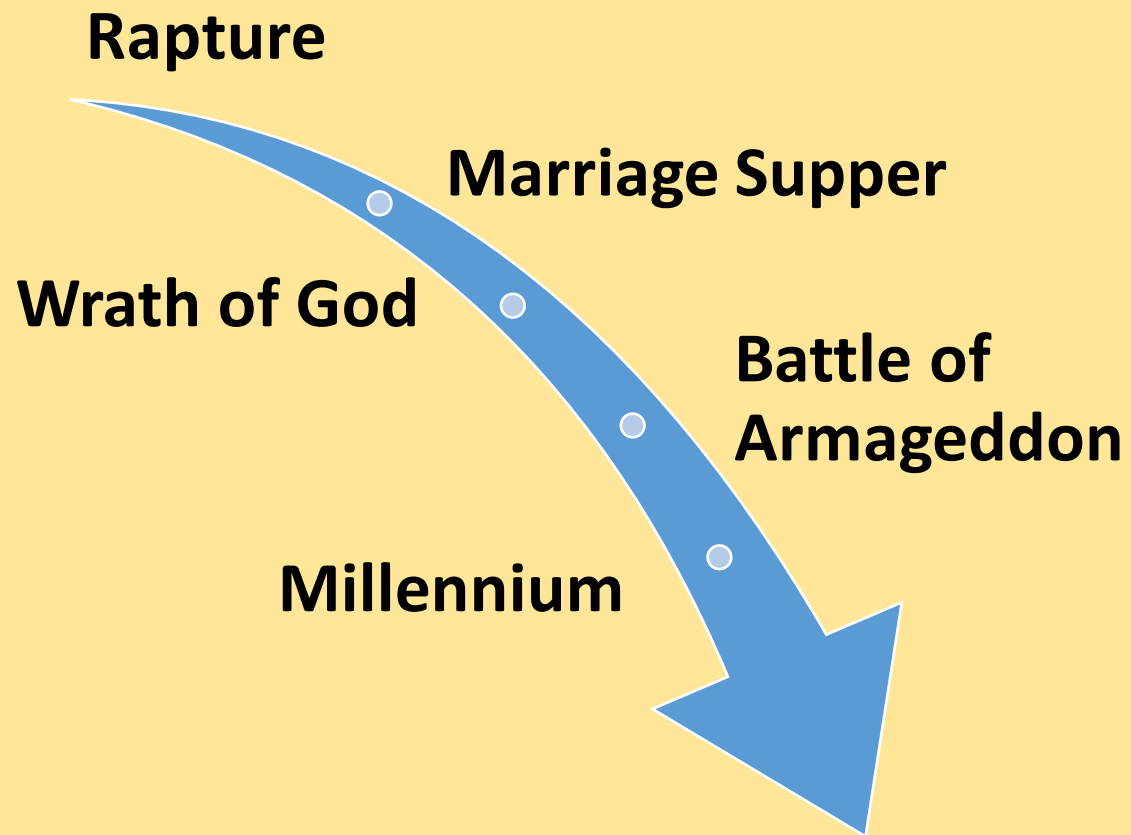 Rapture
Marriage Supper
Wrath of God
Battle of
Armageddon
Millennium